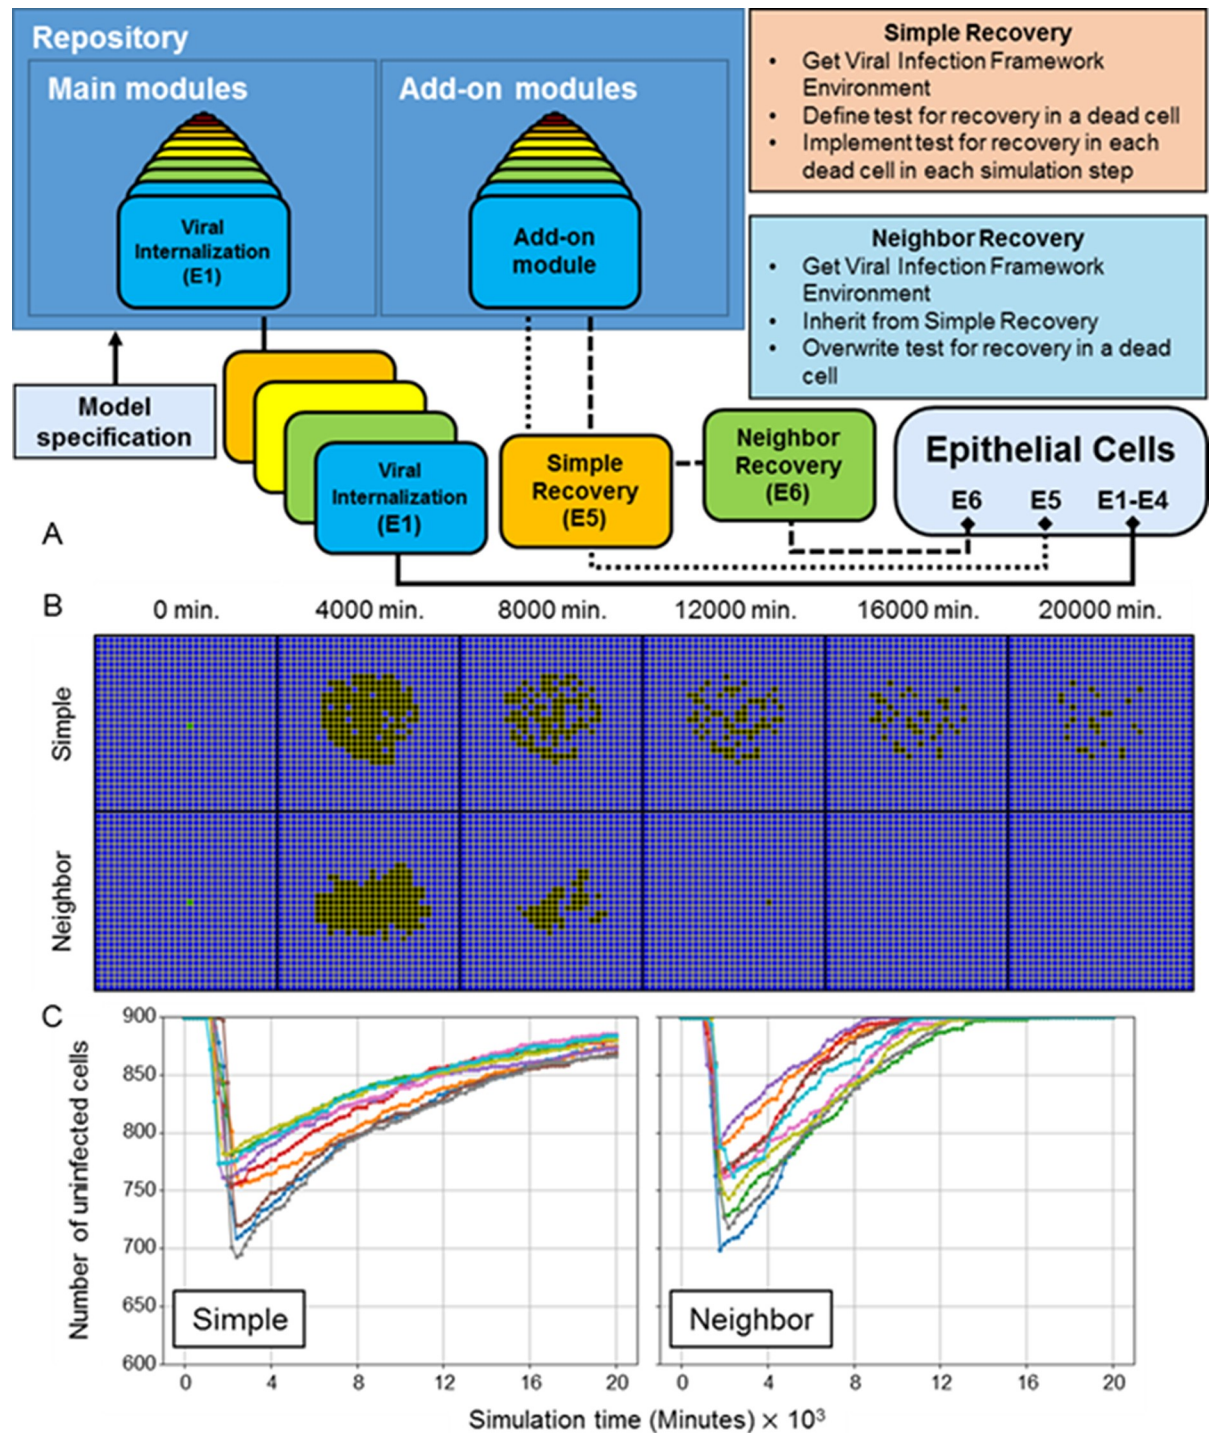 Repository
Main modules
Add-on modules
Viral
Internalization
(E1)
Add-on
module
Simple Recovery
• Get Viral Infection Framework
Environment
• Define test for recovery in a dead cell
• Implement test for recovery in each
dead cell in each simulation step
Neighbor Recovery
• Get Viral Infection Framework
Environment
• Inherit from Simple Recovery
• Overwrite test for recovery in a dead
cell
Model
specification
Viral
Internalization
(E1)
Simple
Recovery
(E5)
Neighbor
Recovery
(E6)
Epithelial Cells
E6 E5 E1-E4
A
B
0 min. 4000 min. 8000 min. 12000 min. 16000 min. 20000 min.
Simple
Neighbor
C
Number of uninfected cells
900
850
800
750
700
650
600
Simple
Neighbor
0 4 8 12 16 20
0 4 8 12 16 20
Simulation time (Minutes) × 10³